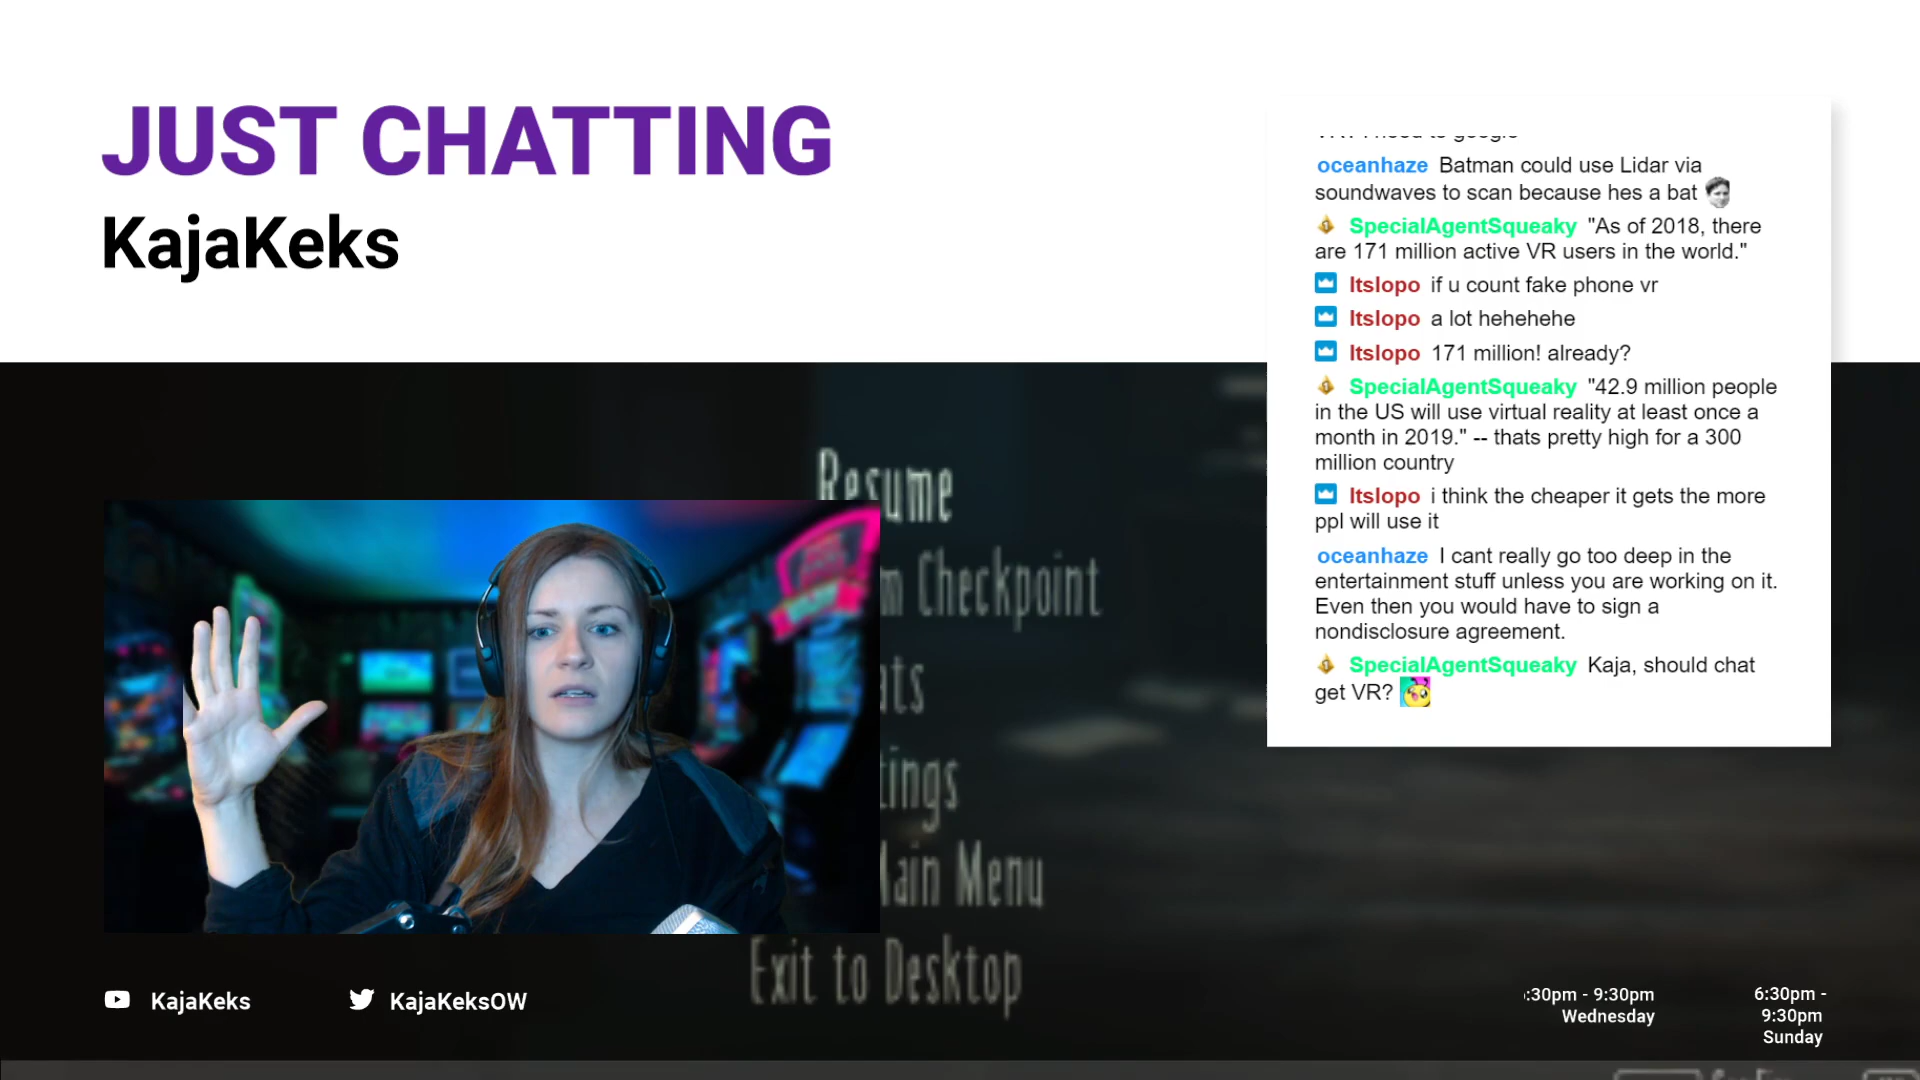 JUST CHATTING
KajaKeks
oceanhaze Batman could use Lidar via
soundwaves to scan because hes a bat
SpecialAgentSqueaky "As of 2018, there
are 171 million active VR users in the world."
Itslopo if u count fake phone vr
Itslopo a lot hehehehe
Itslopo 171 million! already?
SpecialAgentSqueaky "42.9 million people
in the US will use virtual reality at least once a
month in 2019." -- thats pretty high for a 300
million country
Itslopo i think the cheaper it gets the more
ppl will use it
oceanhaze I cant really go too deep in the
entertainment stuff unless you are working on it.
Even then you would have to sign a
nondisclosure agreement.
SpecialAgentSqueaky Kaja, should chat
get VR?
Resume
Checkpoint
Main Menu
Exit to Desktop
KajaKeks
KajaKeksOW
:30pm - 9:30pm
Wednesday
6:30pm -
9:30pm
Sunday